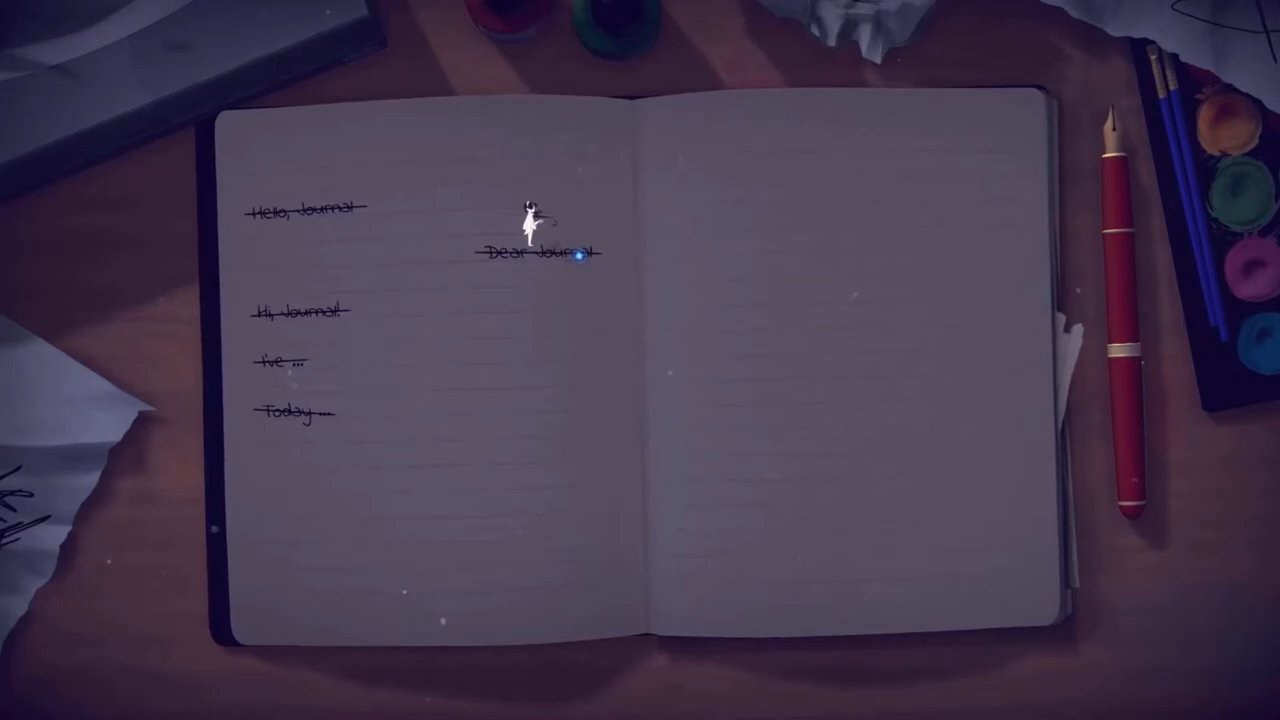 Hello, Journal
Dear Journal
Hi, Journal!
I've ...
Today ...